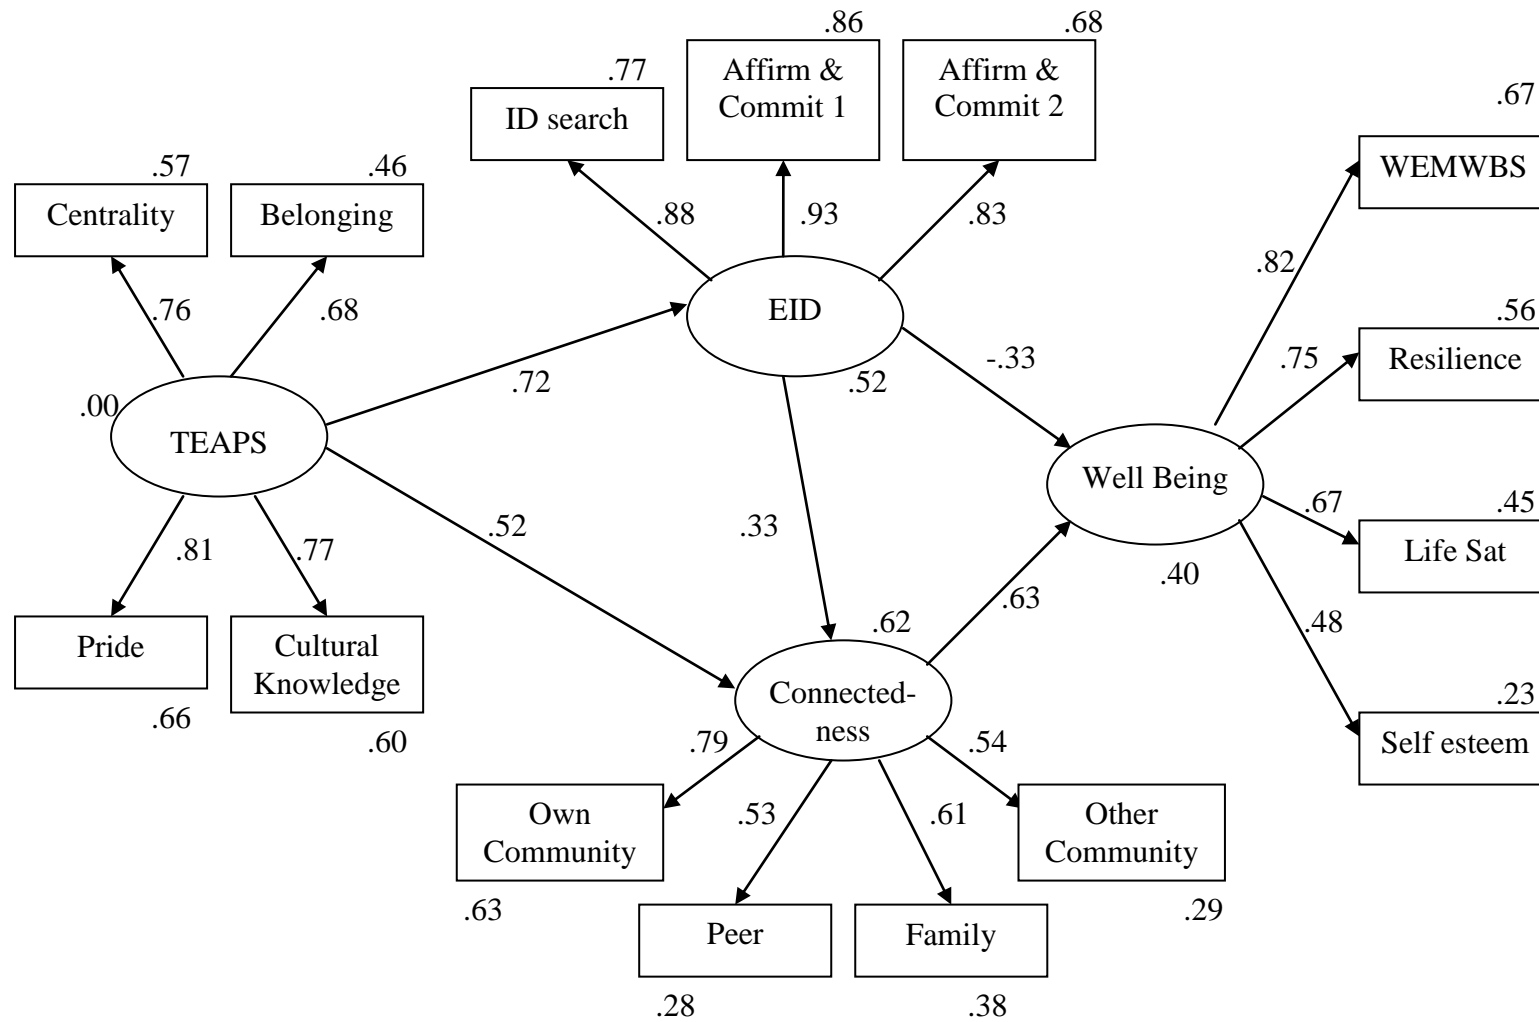 .86
.68
.77
Affirm &
Commit 1
Affirm &
Commit 2
.67
ID search
.57
.46
WEMWBS
Centrality
Belonging
.88
.93
.83
.82
.76
.68
EID
.56
-.33
.75
Resilience
.72
.52
.00
TEAPS
Well Being
.67
.45
.52
.33
.81
.77
Life Sat
.40
.63
.48
.62
Pride
Cultural
Knowledge
Connected-
ness
.23
.66
.60
.79
.54
Self esteem
Own
Community
.53
.61
Other
Community
.63
Peer
Family
.29
.28
.38